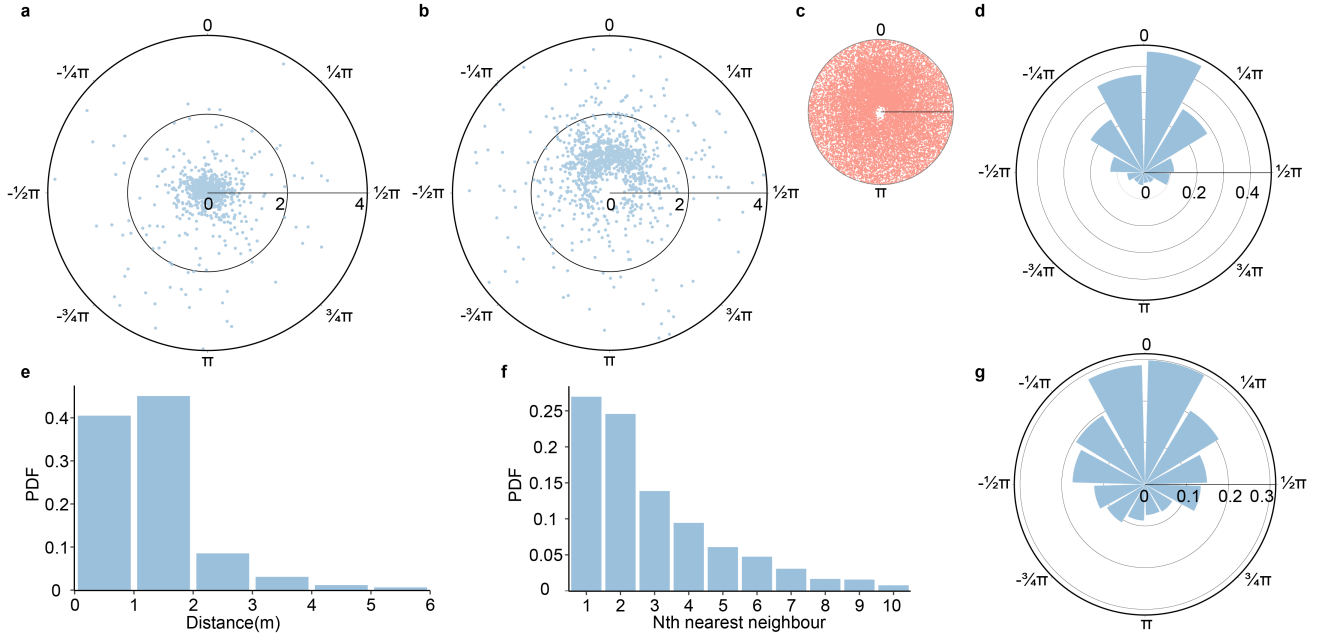 a
0
-¼π
¼π
-½π
½π
0
2
4
-¾π
¾π
π
b
0
-¼π
¼π
-½π
½π
0
2
4
-¾π
¾π
π
c
0
π
d
0
-¼π
¼π
-½π
½π
0
0.2
0.4
-¾π
¾π
π
e
PDF
0.4
0.3
0.2
0.1
0
0 1 2 3 4 5 6
Distance(m)
f
PDF
0.25
0.2
0.15
0.1
0.05
0
1 2 3 4 5 6 7 8 9 10
Nth nearest neighbour
g
0
-¼π
¼π
-½π
½π
0 0.1 0.2 0.3
-¾π
¾π
π